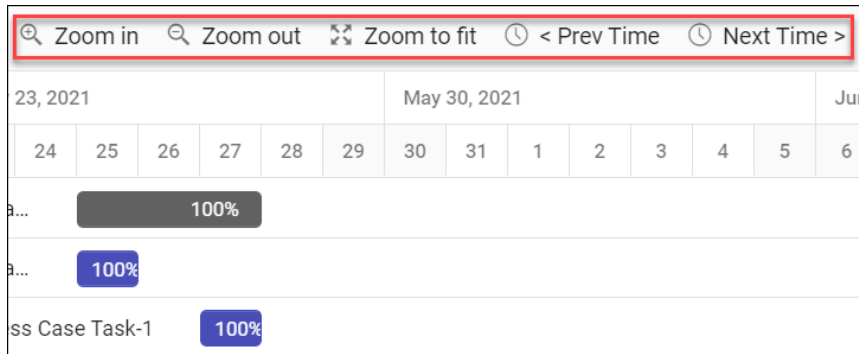 Zoom in Zoom out Zoom to fit < Prev Time Next Time >
23, 2021 May 30, 2021
24 25 26 27 28 29 30 31 1 2 3 4 5 6
a... 100%
a... 100%
ss Case Task-1 100%